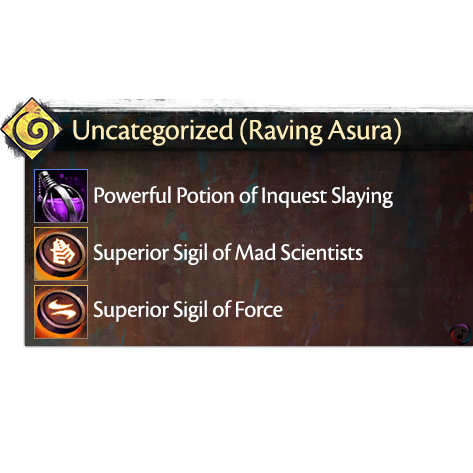 Uncategorized (Raving Asura)
Powerful Potion of Inquest Slaying
Superior Sigil of Mad Scientists
Superior Sigil of Force